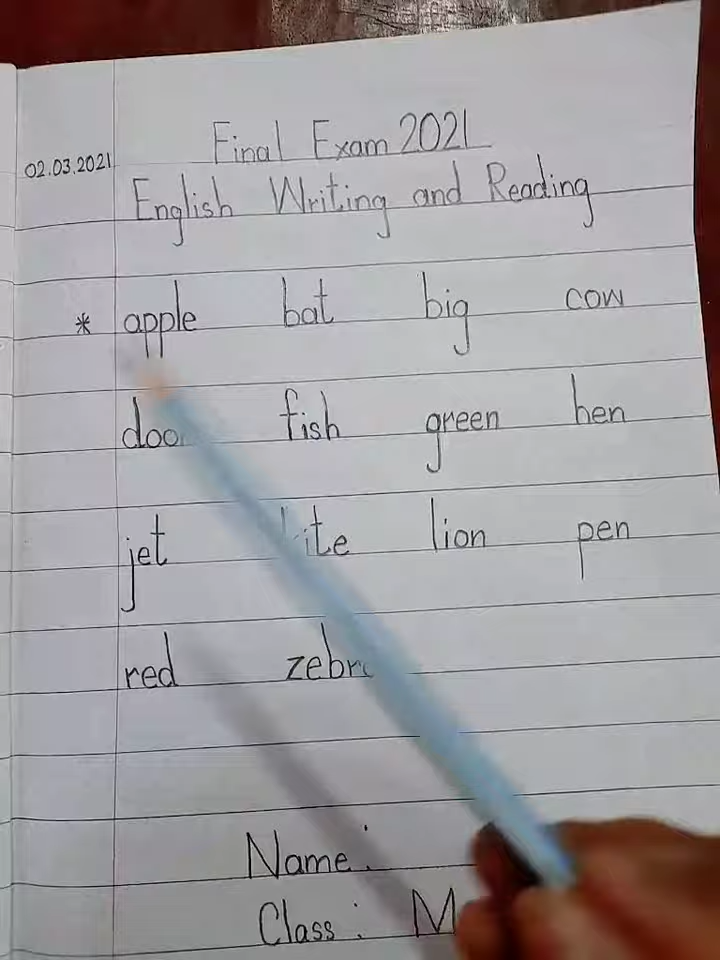 Final Exam 2021
02.03.2021
English Writing and Reading
* apple bat big cow
fish green hen
jet lion pen
red
Name:
Class: